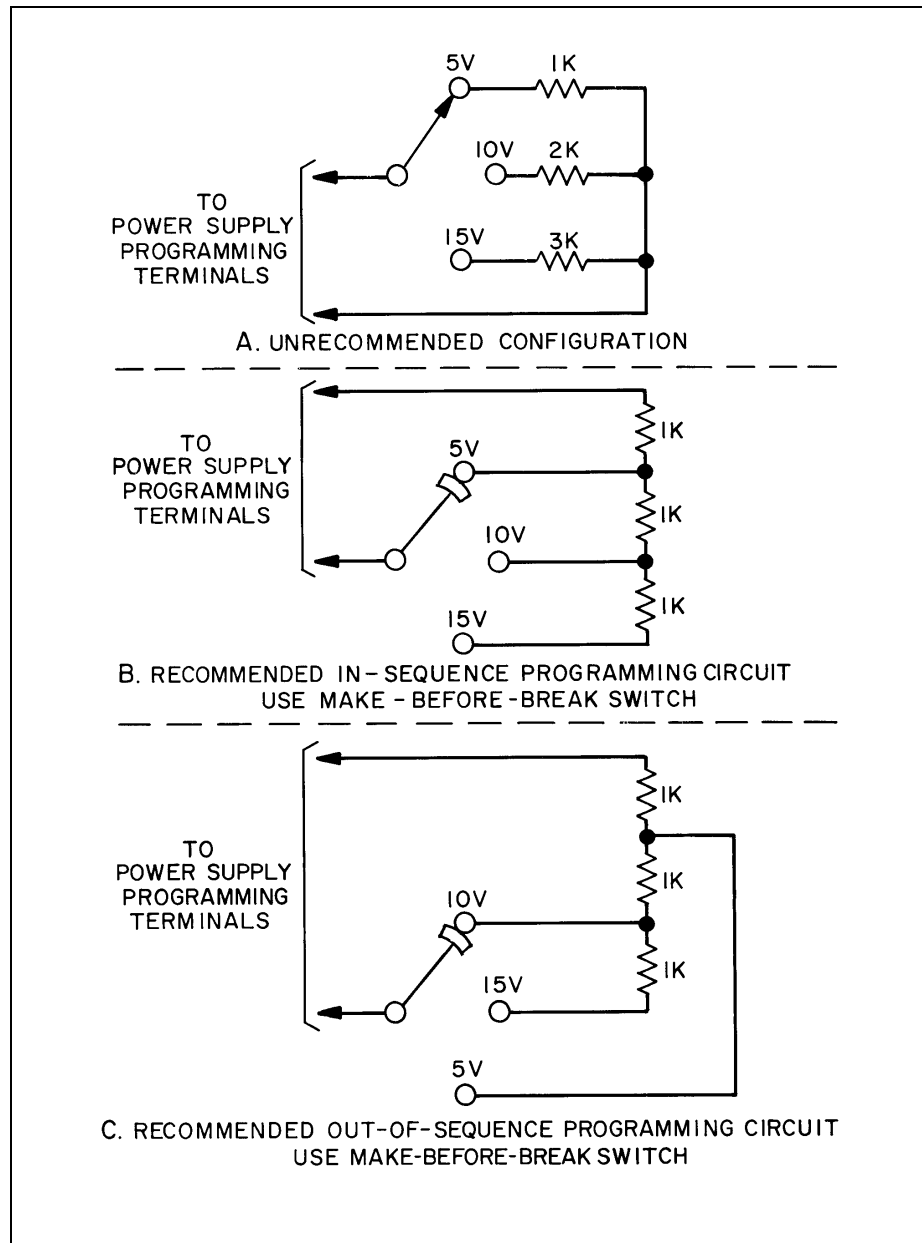 5V
1K
10V
2K
15V
3K
TO
POWER SUPPLY
PROGRAMMING
TERMINALS
A. UNRECOMMENDED CONFIGURATION
1K
TO
POWER SUPPLY
PROGRAMMING
TERMINALS
5V
1K
10V
1K
15V
B. RECOMMENDED IN-SEQUENCE PROGRAMMING CIRCUIT
USE MAKE-BEFORE-BREAK SWITCH
1K
TO
POWER SUPPLY
PROGRAMMING
TERMINALS
1K
10V
1K
15V
5V
C. RECOMMENDED OUT-OF-SEQUENCE PROGRAMMING CIRCUIT
USE MAKE-BEFORE-BREAK SWITCH